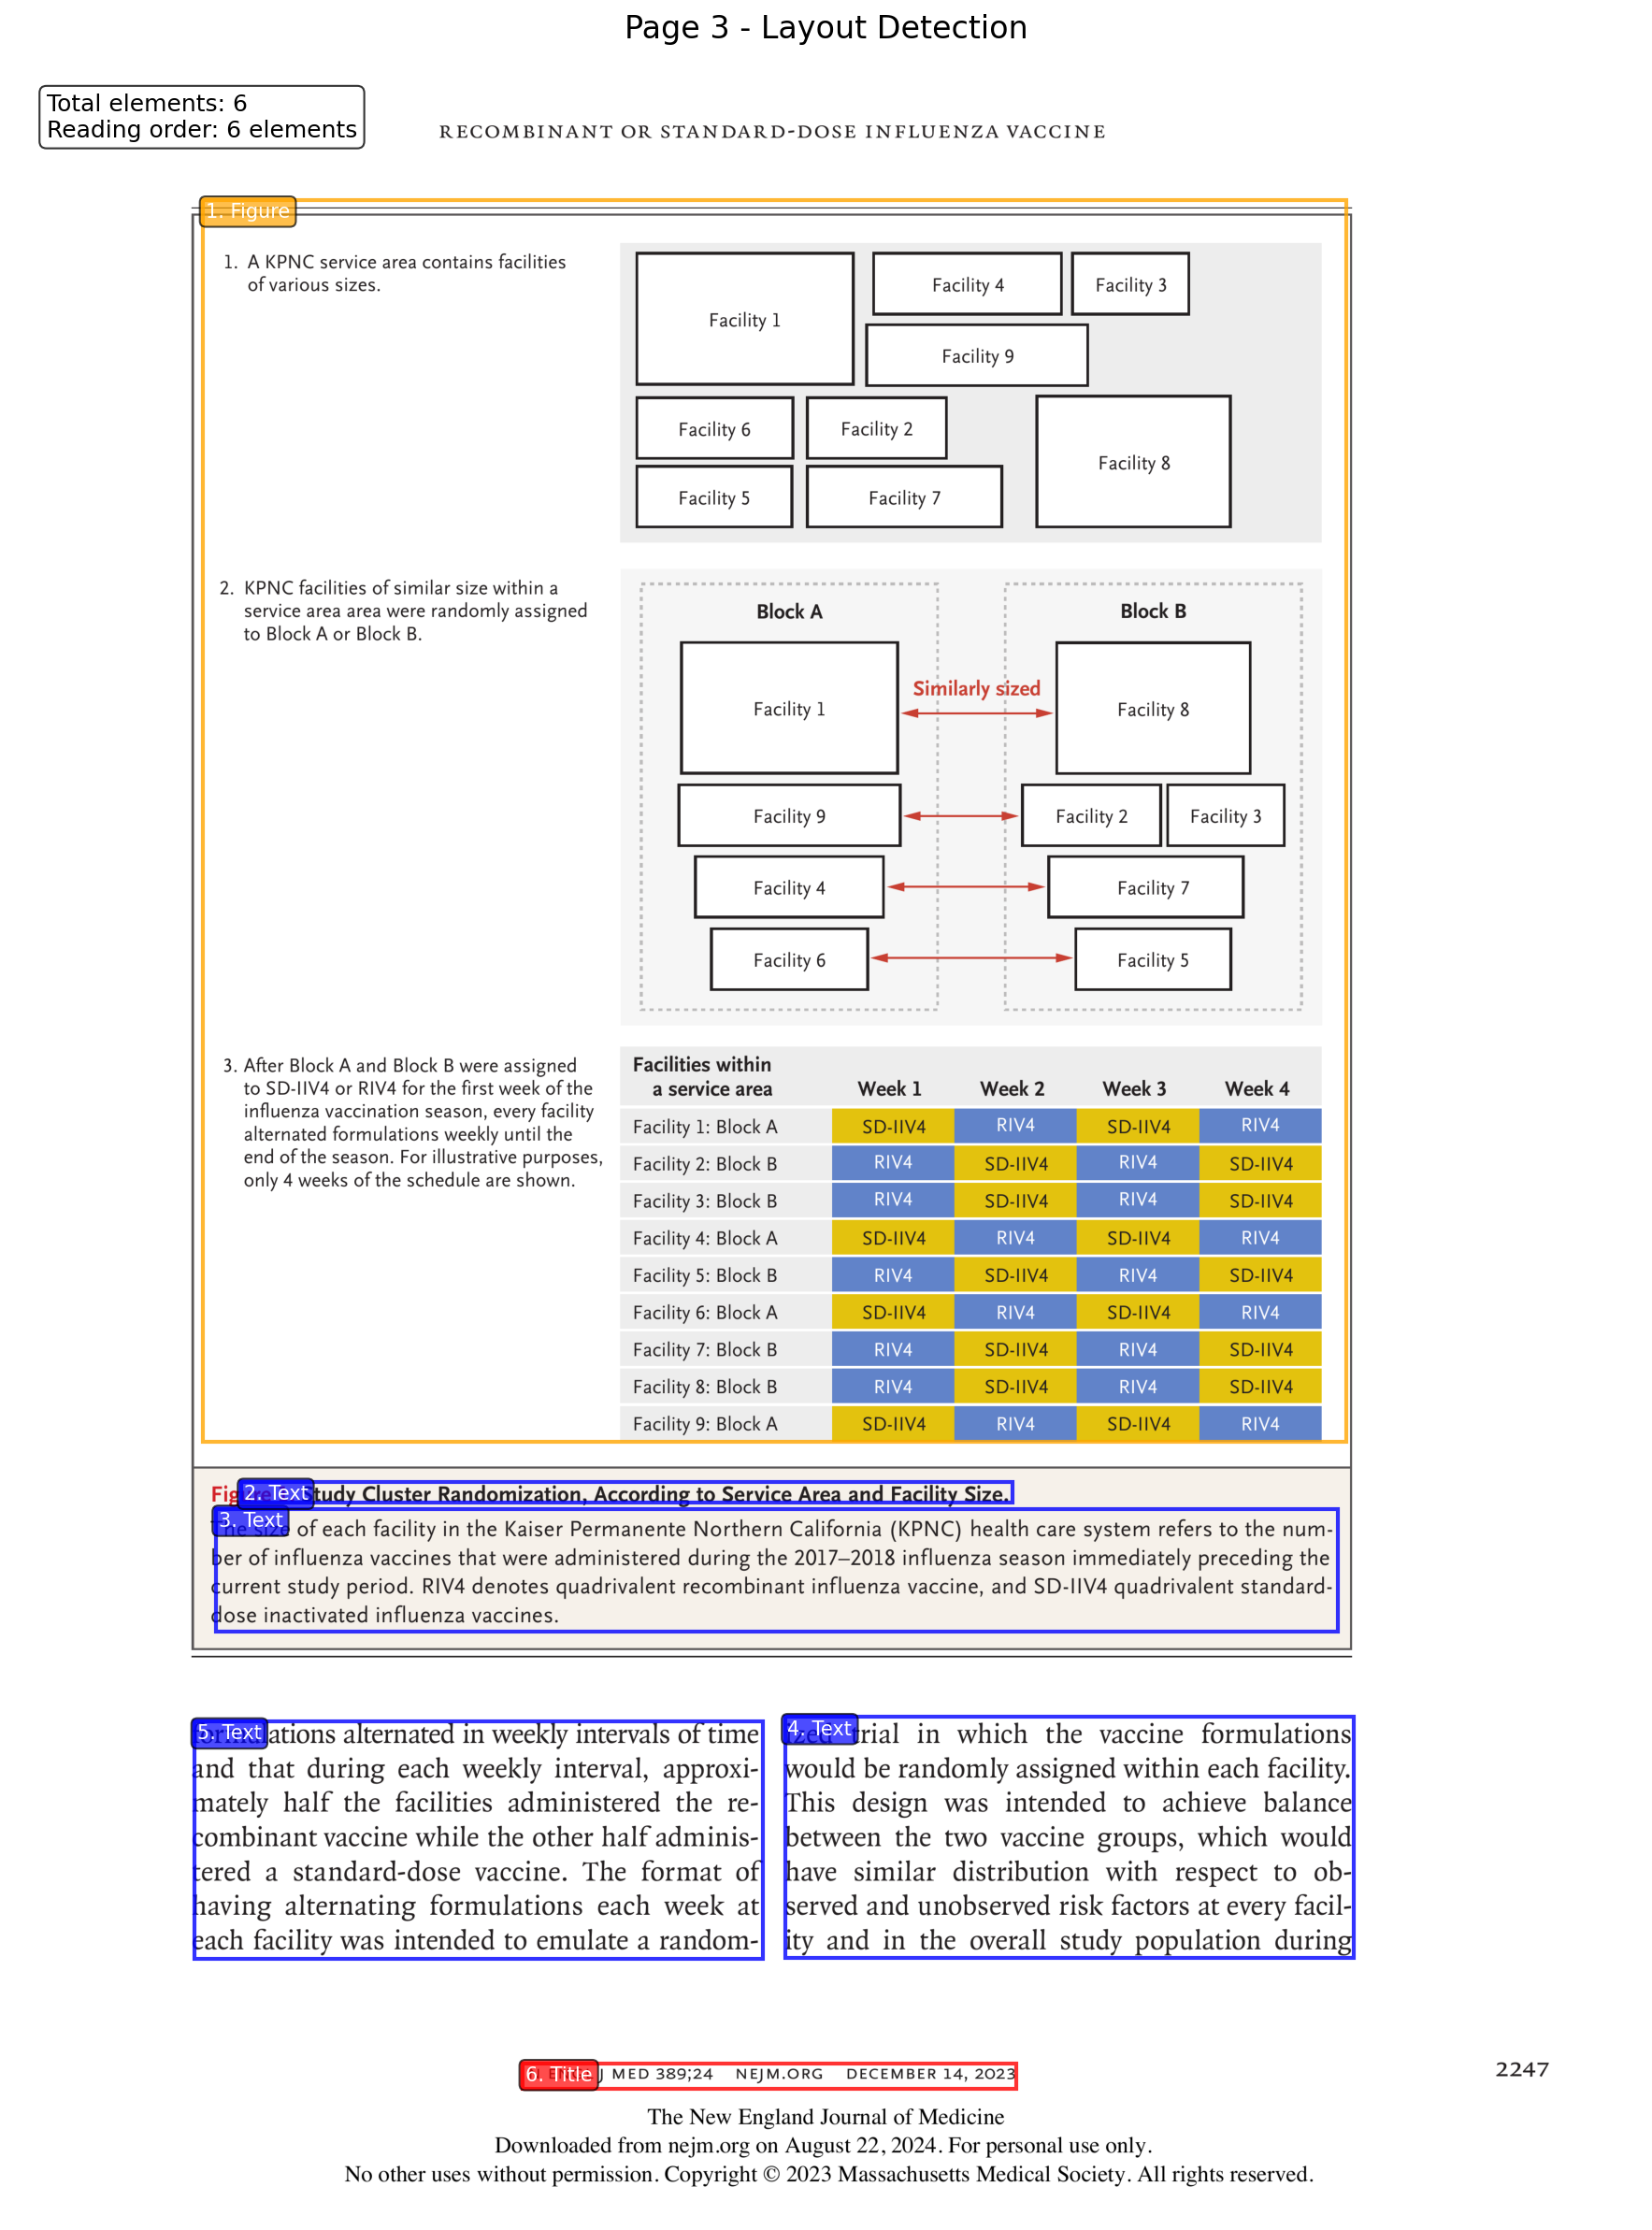 Page 3 - Layout Detection
Total elements: 6
Reading order: 6 elements
RECOMBINANT OR STANDARD-DOSE INFLUENZA VACCINE
1. Figure
1. A KPNC service area contains facilities
of various sizes.
Facility 1
Facility 4
Facility 3
Facility 9
Facility 6
Facility 2
Facility 8
Facility 5
Facility 7
2. KPNC facilities of similar size within a
service area area were randomly assigned
to Block A or Block B.
Block A
Block B
Similarly sized
Facility 1
Facility 8
Facility 9
Facility 2
Facility 3
Facility 4
Facility 7
Facility 6
Facility 5
3. After Block A and Block B were assigned
to SD-IIV4 or RIV4 for the first week of the
influenza vaccination season, every facility
alternated formulations weekly until the
end of the season. For illustrative purposes,
only 4 weeks of the schedule are shown.
Facilities within
a service area Week 1 Week 2 Week 3 Week 4
Facility 1: Block A SD-IIV4 RIV4 SD-IIV4 RIV4
Facility 2: Block B RIV4 SD-IIV4 RIV4 SD-IIV4
Facility 3: Block B RIV4 SD-IIV4 RIV4 SD-IIV4
Facility 4: Block A SD-IIV4 RIV4 SD-IIV4 RIV4
Facility 5: Block B RIV4 SD-IIV4 RIV4 SD-IIV4
Facility 6: Block A SD-IIV4 RIV4 SD-IIV4 RIV4
Facility 7: Block B RIV4 SD-IIV4 RIV4 SD-IIV4
Facility 8: Block B RIV4 SD-IIV4 RIV4 SD-IIV4
Facility 9: Block A SD-IIV4 RIV4 SD-IIV4 RIV4
2. Text
Study Cluster Randomization, According to Service Area and Facility Size.
3. Text
The size of each facility in the Kaiser Permanente Northern California (KPNC) health care system refers to the num-
ber of influenza vaccines that were administered during the 2017–2018 influenza season immediately preceding the
current study period. RIV4 denotes quadrivalent recombinant influenza vaccine, and SD-IIV4 quadrivalent standard-
dose inactivated influenza vaccines.
5. Text
formulations alternated in weekly intervals of time
and that during each weekly interval, approxi-
mately half the facilities administered the re-
combinant vaccine while the other half adminis-
tered a standard-dose vaccine. The format of
having alternating formulations each week at
each facility was intended to emulate a random-
4. Text
ized trial in which the vaccine formulations
would be randomly assigned within each facility.
This design was intended to achieve balance
between the two vaccine groups, which would
have similar distribution with respect to ob-
served and unobserved risk factors at every facil-
ity and in the overall study population during
6. Title
J MED 389;24 NEJM.ORG DECEMBER 14, 2023
2247
The New England Journal of Medicine
Downloaded from nejm.org on August 22, 2024. For personal use only.
No other uses without permission. Copyright © 2023 Massachusetts Medical Society. All rights reserved.